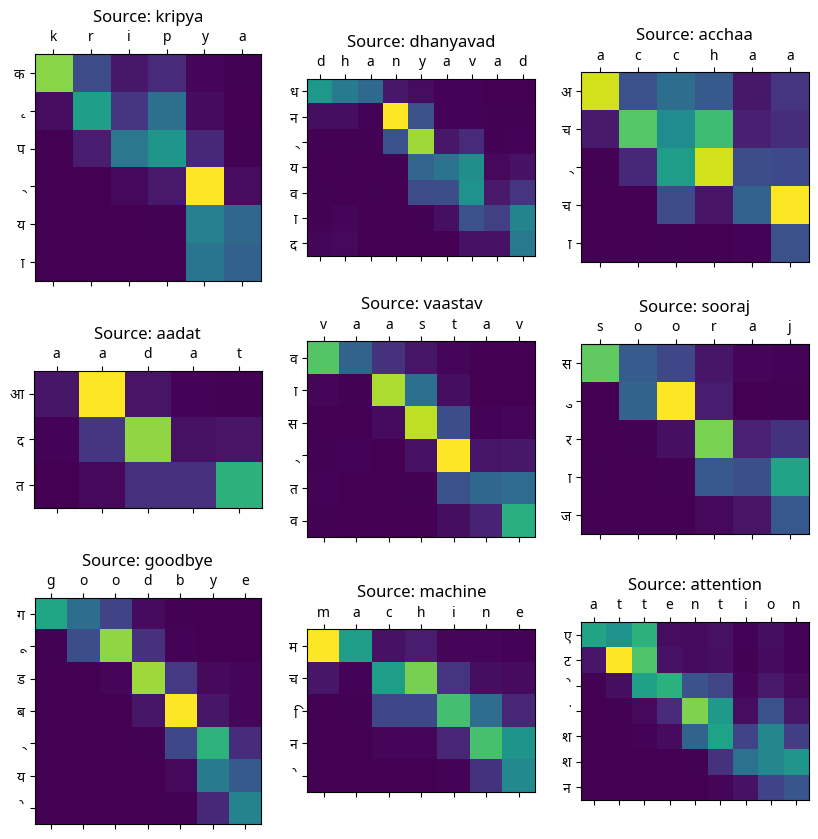 Source: kripya
k r i p y a
क
ृ
प
्
य
ा
Source: dhanyavad
d h a n y a v a d
ध
न
्
य
व
ा
द
Source: acchaa
a c c h a a
अ
च
्
च
ा
Source: aadat
a a d a t
आ
द
त
Source: vaastav
v a a s t a v
व
ा
स
्
त
व
Source: sooraj
s o o r a j
स
ु
र
ा
ज
Source: goodbye
g o o d b y e
ग
ू
ड
ब
्
य
े
Source: machine
m a c h i n e
म
च
ि
न
े
Source: attention
a t t e n t i o n
ए
ट
े
ं
श
श
न